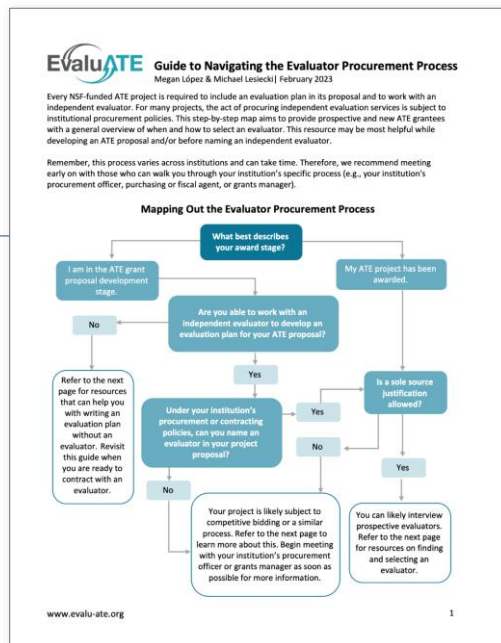 EvaluATE
Guide to Navigating the Evaluator Procurement Process
Megan López & Michael Lesiecki| February 2023
Every NSF-funded ATE project is required to include an evaluation plan in its proposal and to work with an
independent evaluator. For many projects, the act of procuring independent evaluation services is subject to
institutional procurement policies. This step-by-step map aims to provide prospective and new ATE grantees
with a general overview of when and how to select an evaluator. This resource may be most helpful while
developing an ATE proposal and/or before naming an independent evaluator.
Remember, this process varies across institutions and can take time. Therefore, we recommend meeting
early on with those who can walk you through your institution's specific process (e.g., your institution's
procurement officer, purchasing or fiscal agent, or grants manager).
Mapping Out the Evaluator Procurement Process
What best describes
your award stage?
I am in the ATE grant
proposal development
stage.
My ATE project has been
awarded.
Are you able to work with an
independent evaluator to develop an
evaluation plan for your ATE proposal?
No
Yes
Refer to the next
page for resources
that can help you
with writing an
evaluation plan
without an
evaluator. Revisit
this guide when
you are ready to
contract with an
evaluator.
Under your institution's
procurement or contracting
policies, can you name an
evaluator in your project
proposal?
Yes
Is a sole source
justification
allowed?
No
No
Yes
Your project is likely subject to
competitive bidding or a similar
process. Refer to the next page to
learn more about this. Begin meeting
with your institution's procurement
officer or grants manager as soon as
possible for more information.
You can likely interview
prospective evaluators.
Refer to the next page
for resources on finding
and selecting an
evaluator.
www.evalu-ate.org
1